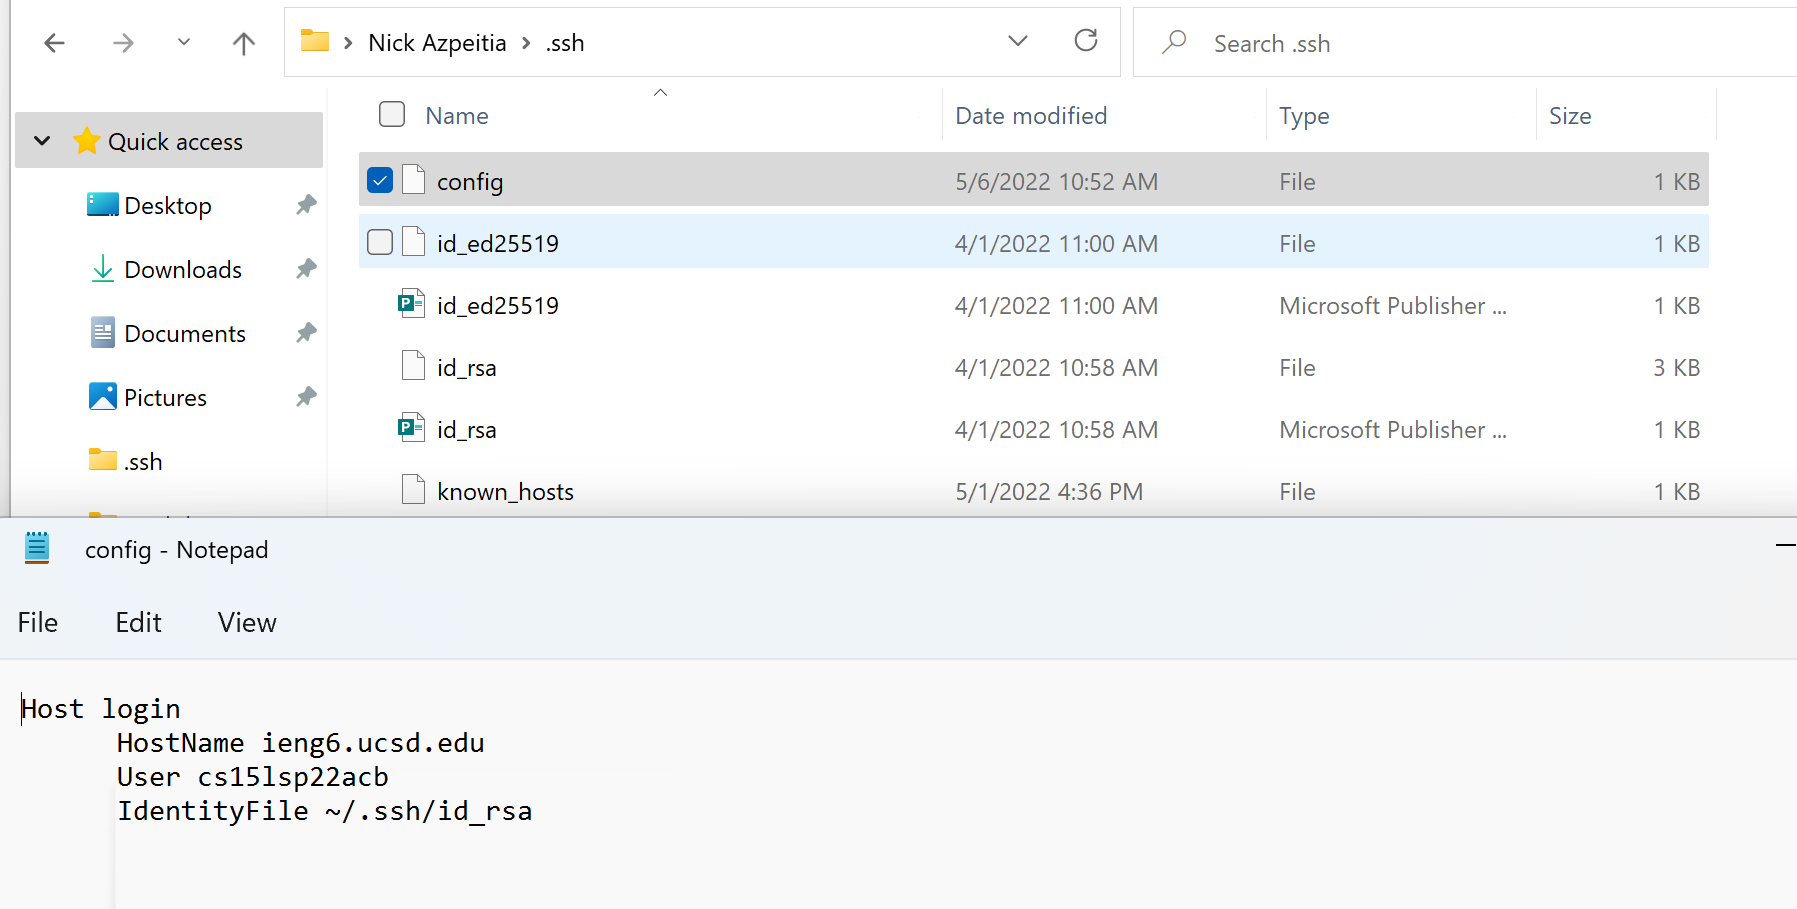 Nick Azpeitia > .ssh
Search .ssh
Name Date modified Type Size
Quick access
Desktop
Downloads
Documents
Pictures
.ssh
config 5/6/2022 10:52 AM File 1 KB
id_ed25519 4/1/2022 11:00 AM File 1 KB
id_ed25519 4/1/2022 11:00 AM Microsoft Publisher ... 1 KB
id_rsa 4/1/2022 10:58 AM File 3 KB
id_rsa 4/1/2022 10:58 AM Microsoft Publisher ... 1 KB
known_hosts 5/1/2022 4:36 PM File 1 KB
config - Notepad
File Edit View
Host login
HostName ieng6.ucsd.edu
User cs15lsp22acb
IdentityFile ~/.ssh/id_rsa